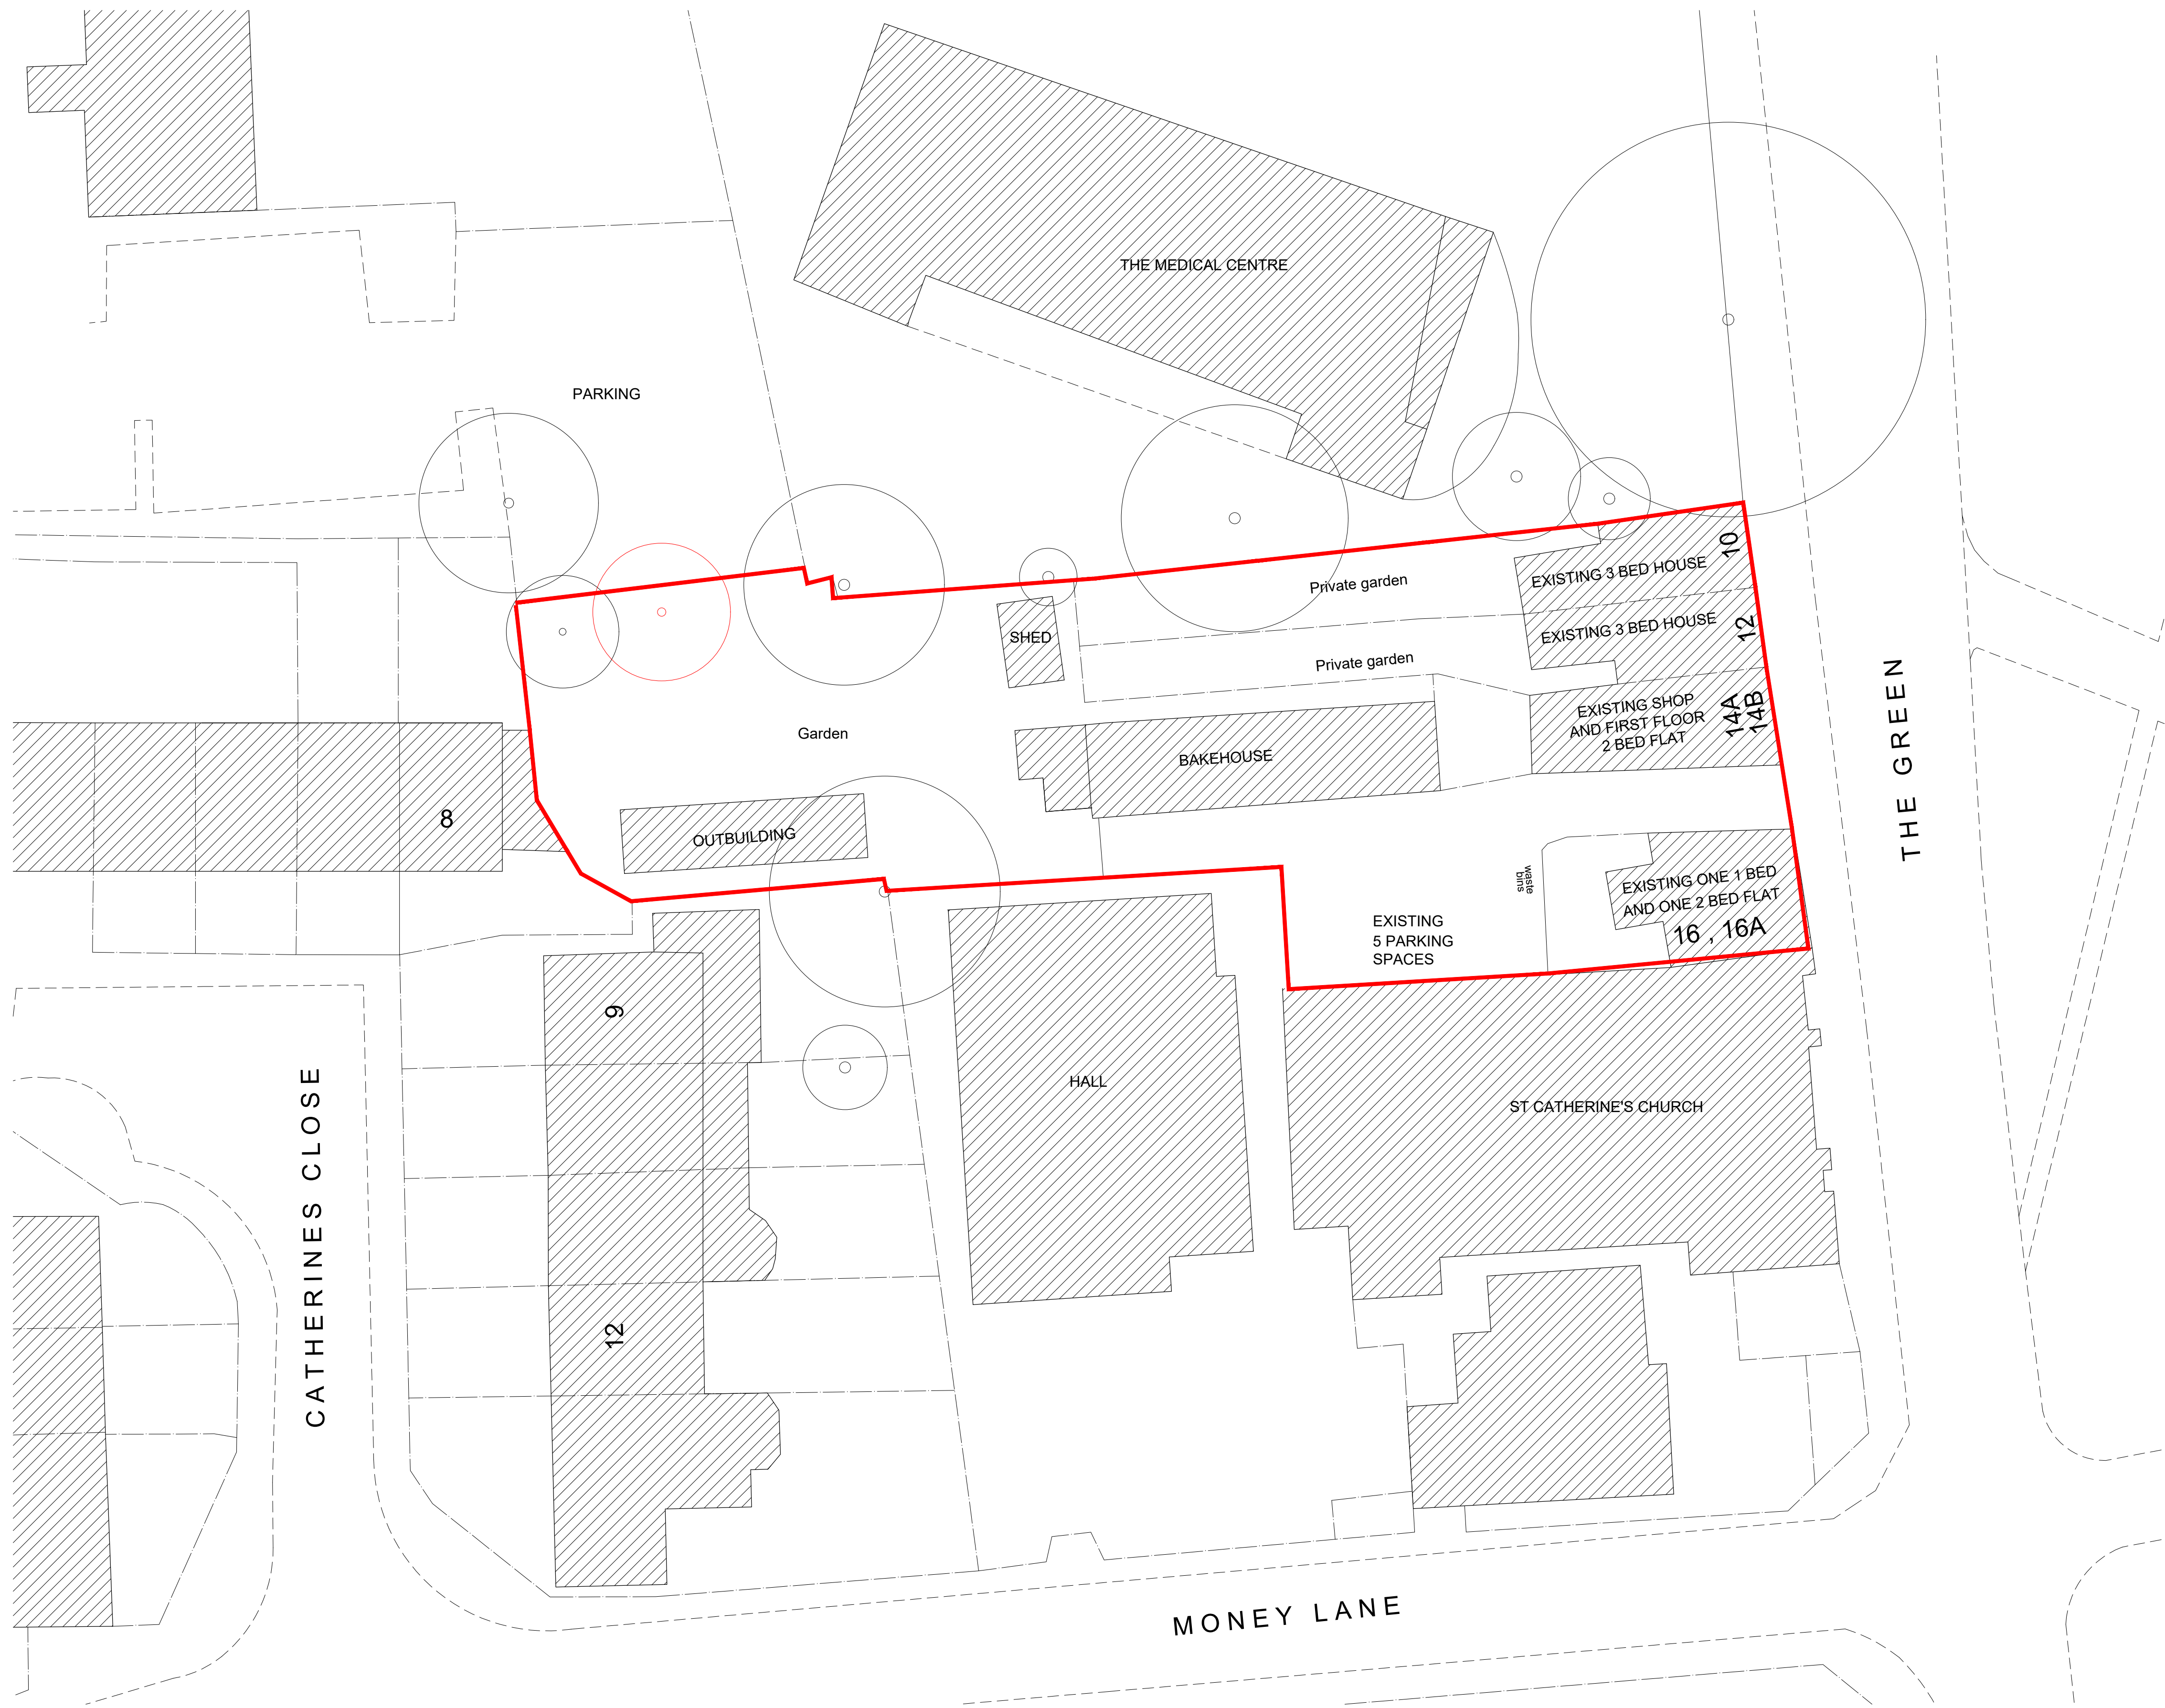 THE MEDICAL CENTRE
PARKING
10
EXISTING 3 BED HOUSE
Private garden
12
EXISTING 3 BED HOUSE
SHED
Private garden
14A
14B
EXISTING SHOP
AND FIRST FLOOR
2 BED FLAT
Garden
BAKEHOUSE
THE GREEN
8
OUTBUILDING
waste
bins
EXISTING ONE 1 BED
AND ONE 2 BED FLAT
16 , 16A
EXISTING
5 PARKING
SPACES
9
HALL
ST CATHERINE'S CHURCH
CATHERINES CLOSE
12
MONEY LANE